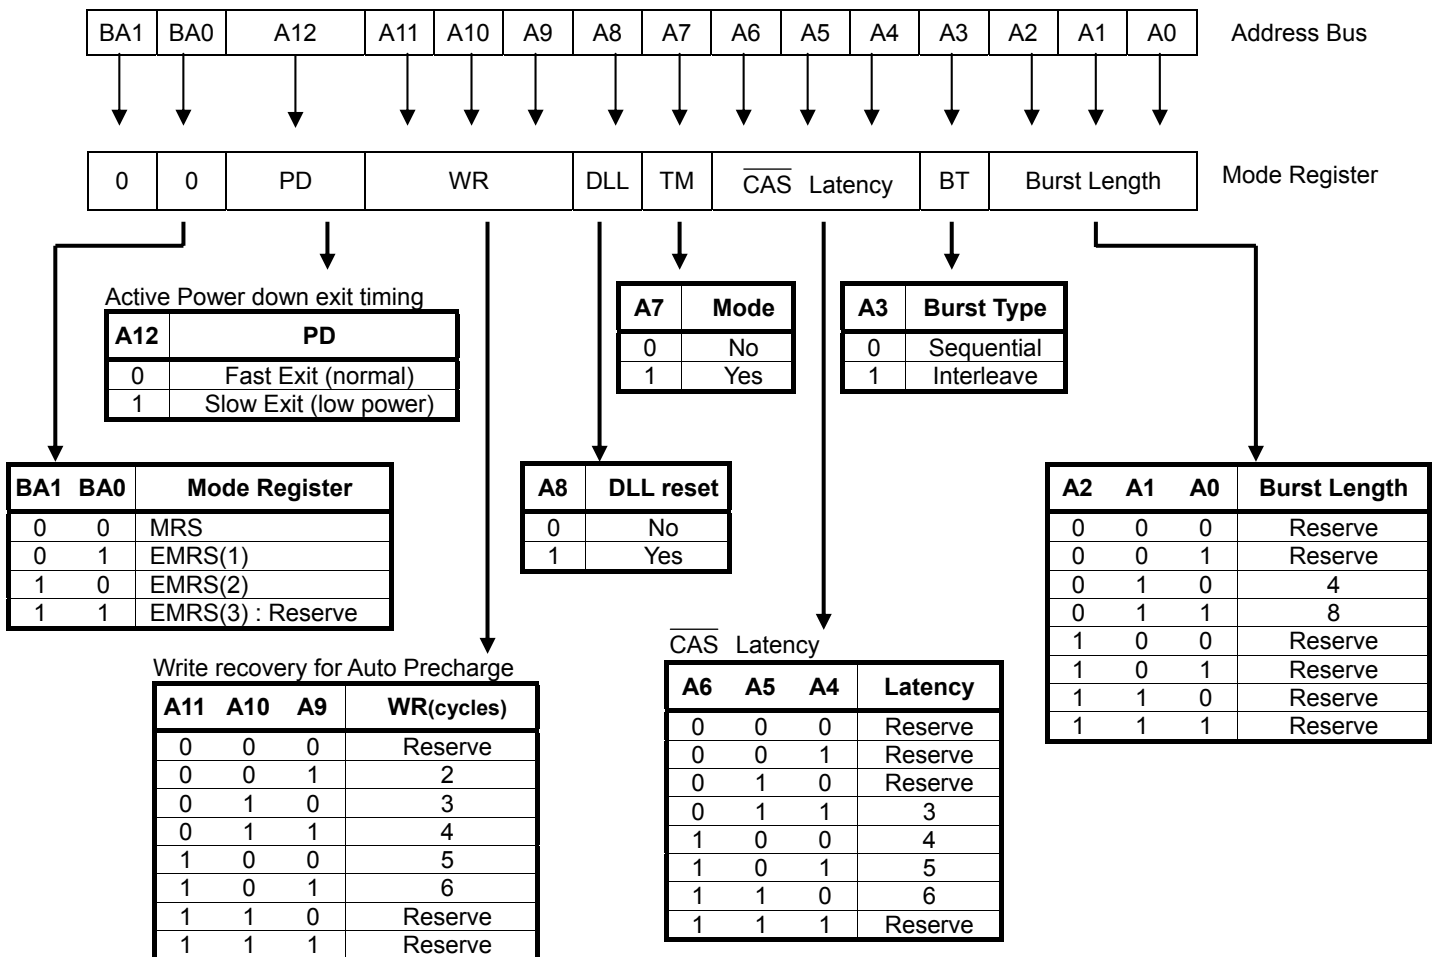 BA1 BA0 A12 A11 A10 A9 A8 A7 A6 A5 A4 A3 A2 A1 A0 Address Bus
0 0 PD WR DLL TM CAS Latency BT Burst Length Mode Register
Active Power down exit timing
A12 PD
0 Fast Exit (normal)
1 Slow Exit (low power)
A7 Mode
0 No
1 Yes
A3 Burst Type
0 Sequential
1 Interleave
BA1 BA0 Mode Register
0 0 MRS
0 1 EMRS(1)
1 0 EMRS(2)
1 1 EMRS(3) : Reserve
A8 DLL reset
0 No
1 Yes
A2 A1 A0 Burst Length
0 0 0 Reserve
0 0 1 Reserve
0 1 0 4
0 1 1 8
1 0 0 Reserve
1 0 1 Reserve
1 1 0 Reserve
1 1 1 Reserve
Write recovery for Auto Precharge
A11 A10 A9 WR(cycles)
0 0 0 Reserve
0 0 1 2
0 1 0 3
0 1 1 4
1 0 0 5
1 0 1 6
1 1 0 Reserve
1 1 1 Reserve
CAS Latency
A6 A5 A4 Latency
0 0 0 Reserve
0 0 1 Reserve
0 1 0 Reserve
0 1 1 3
1 0 0 4
1 0 1 5
1 1 0 6
1 1 1 Reserve